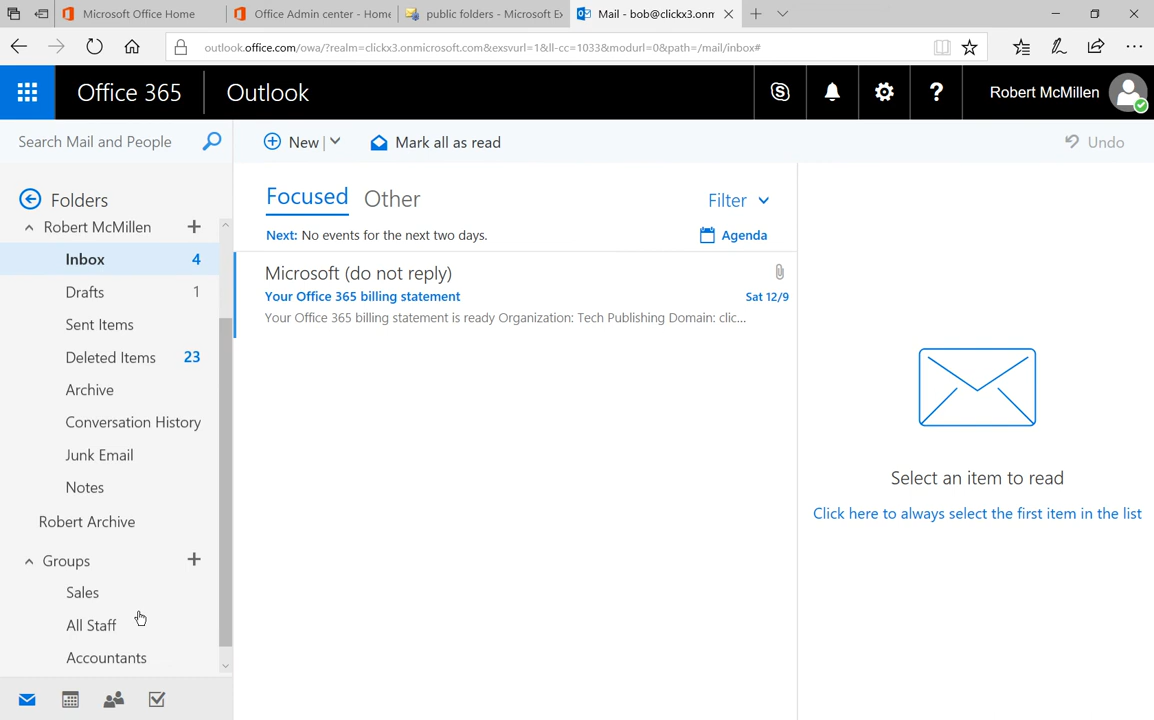 Microsoft Office Home
Office Admin center - Home
public folders - Microsoft Ex
Mail - bob@clickx3.onm
outlook.office.com/owa/?realm=clickx3.onmicrosoft.com&exsvurl=1&ll-cc=1033&modurl=0&path=/mail/inbox#
Office 365
Outlook
Robert McMillen
Search Mail and People
New
Mark all as read
Undo
Folders
Robert McMillen
Inbox 4
Drafts 1
Sent Items
Deleted Items 23
Archive
Conversation History
Junk Email
Notes
Robert Archive
Groups
Sales
All Staff
Accountants
Focused Other
Filter
Next: No events for the next two days.
Agenda
Microsoft (do not reply)
Your Office 365 billing statement
Sat 12/9
Your Office 365 billing statement is ready Organization: Tech Publishing Domain: clic...
Select an item to read
Click here to always select the first item in the list